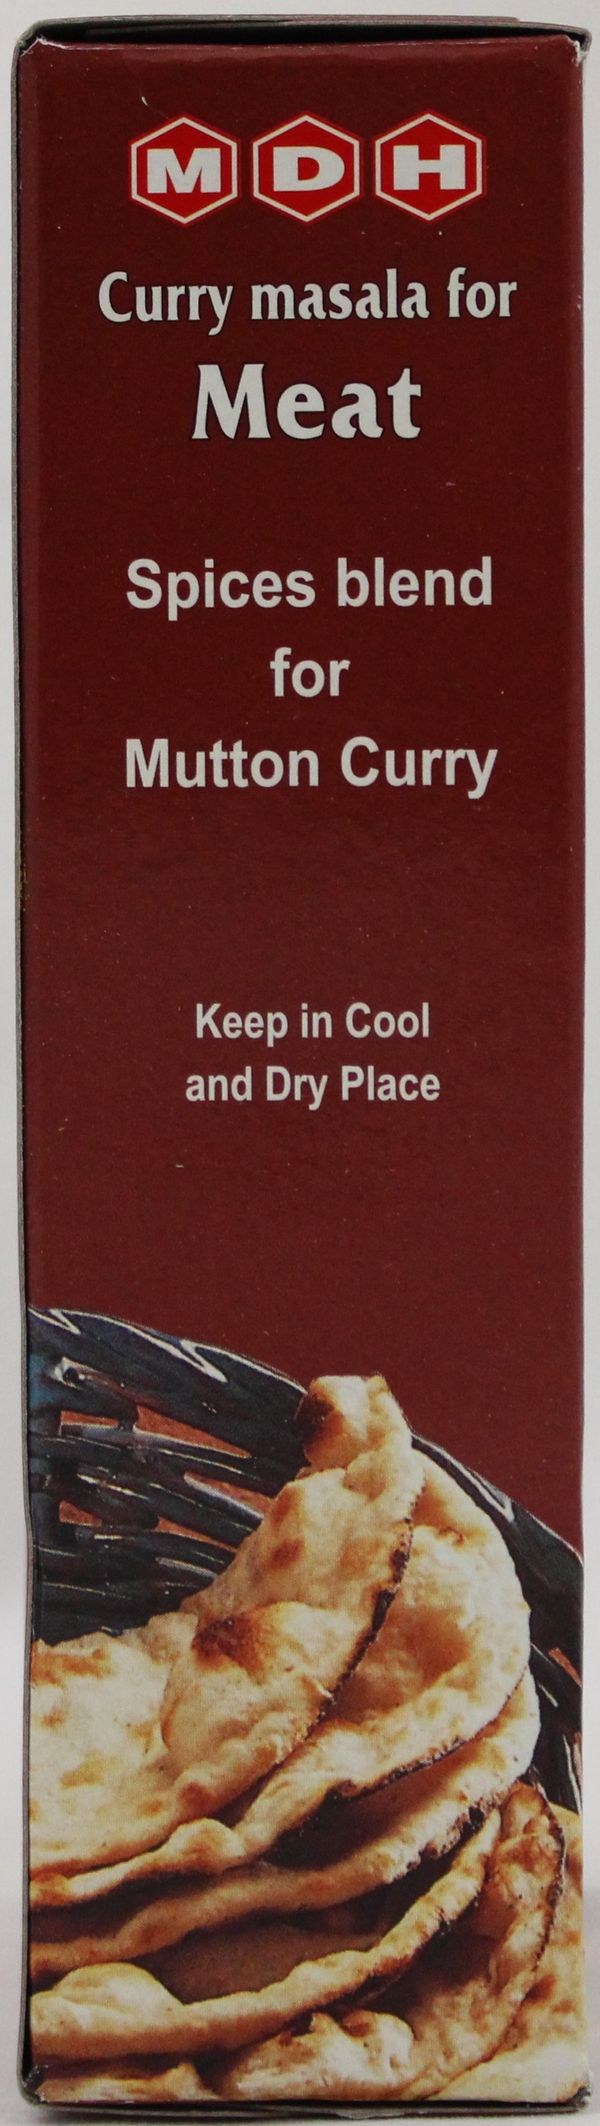 MDH
Curry masala for
Meat
Spices blend
for
Mutton Curry
Keep in Cool
and Dry Place